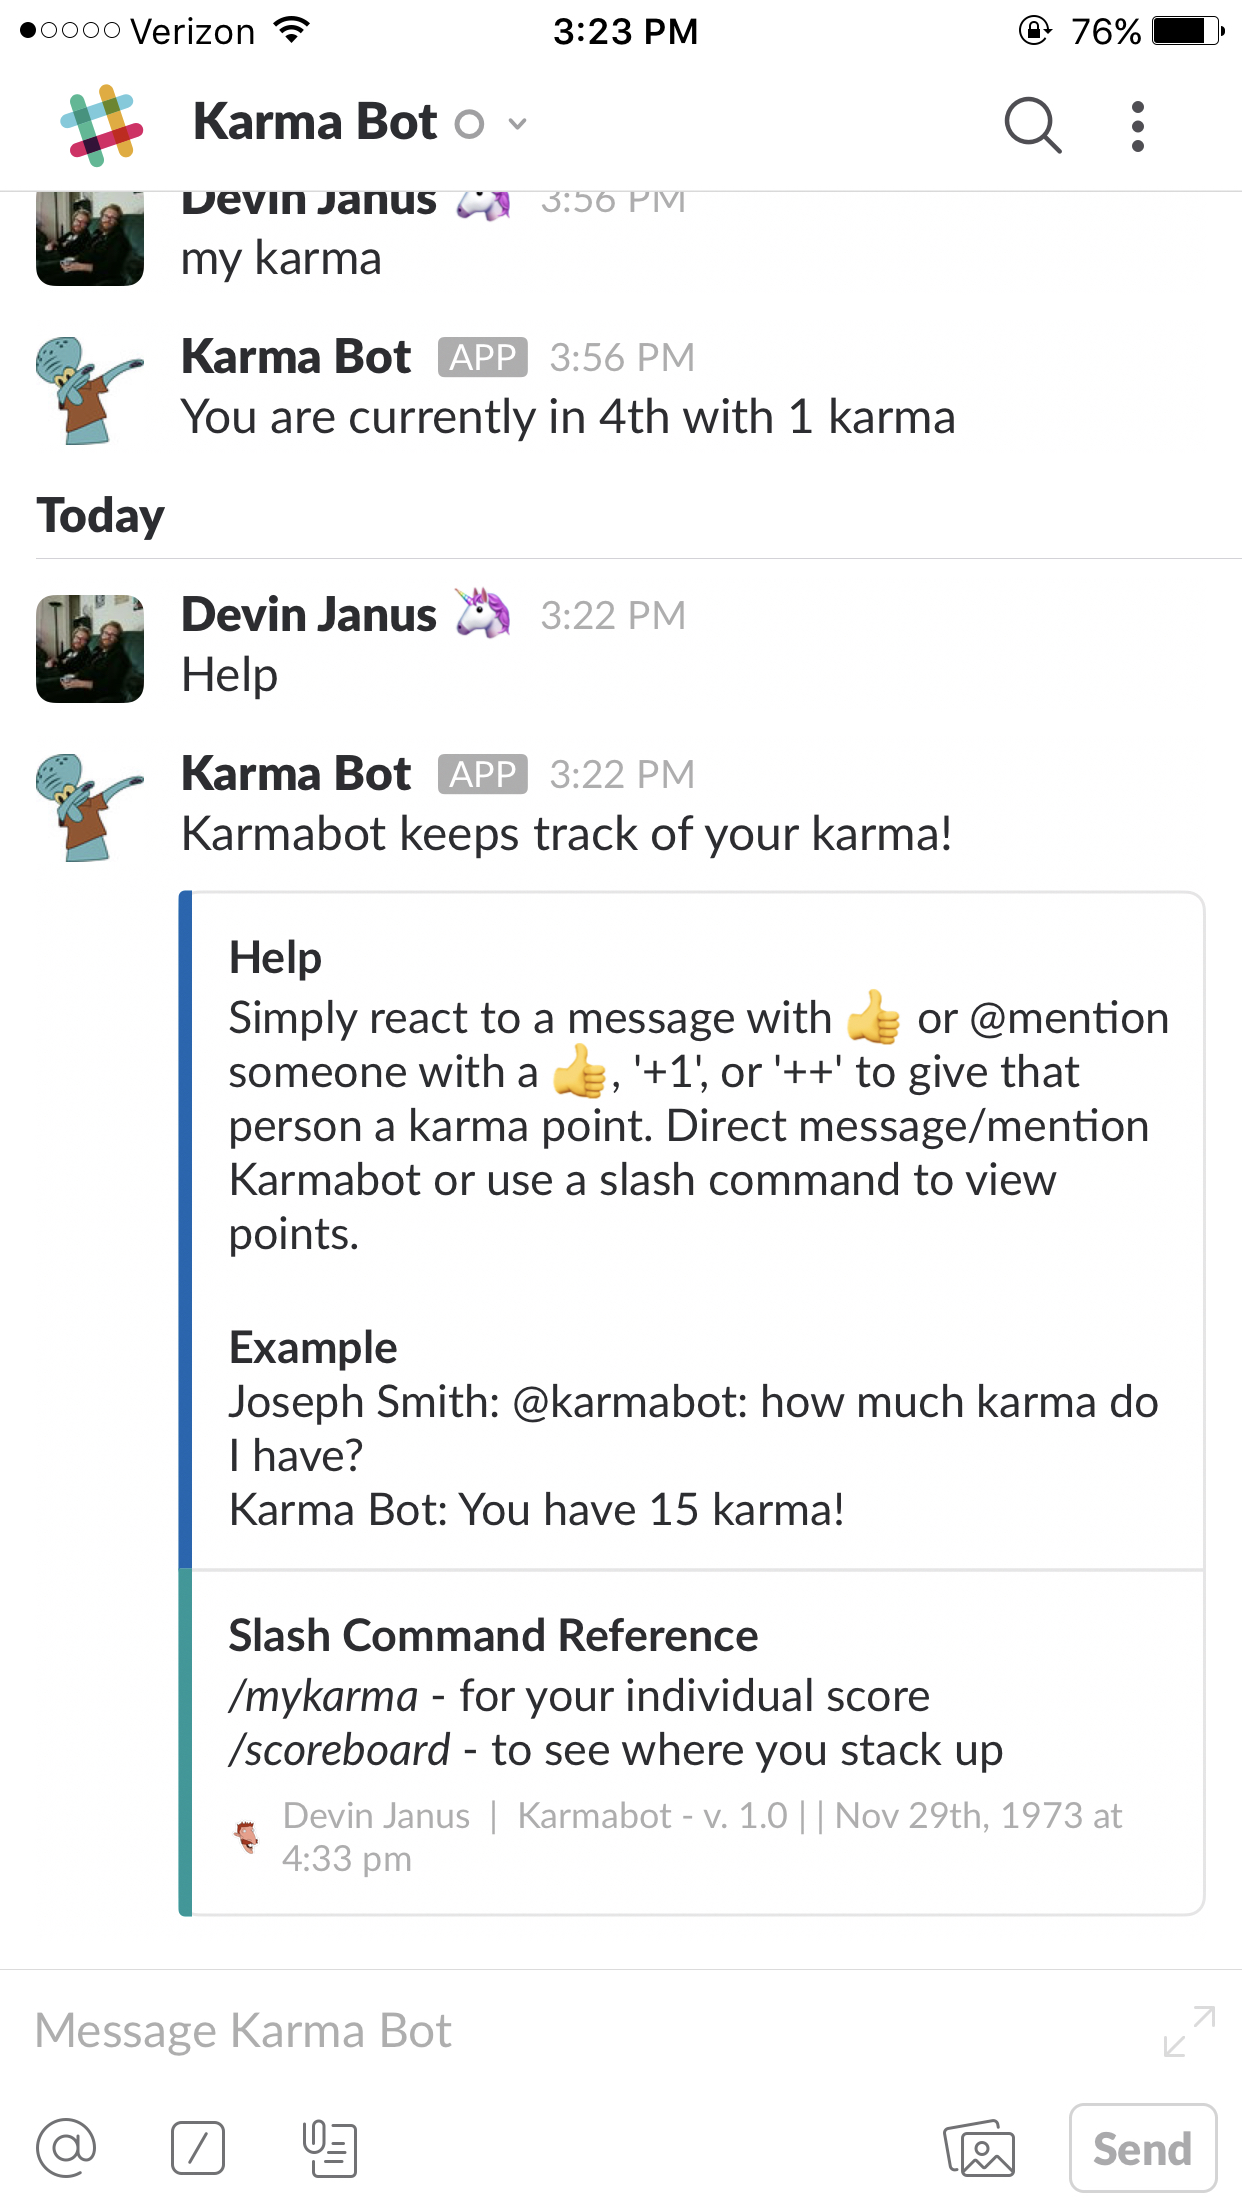 Verizon 3:23 PM 76%
Karma Bot
Devin Janus 3:56 PM
my karma
Karma Bot APP 3:56 PM
You are currently in 4th with 1 karma
Today
Devin Janus 3:22 PM
Help
Karma Bot APP 3:22 PM
Karmabot keeps track of your karma!
Help
Simply react to a message with 👍 or @mention
someone with a 👍, '+1', or '++' to give that
person a karma point. Direct message/mention
Karmabot or use a slash command to view
points.
Example
Joseph Smith: @karmabot: how much karma do
I have?
Karma Bot: You have 15 karma!
Slash Command Reference
/mykarma - for your individual score
/scoreboard - to see where you stack up
Devin Janus | Karmabot - v. 1.0 | | Nov 29th, 1973 at
4:33 pm
Message Karma Bot
Send